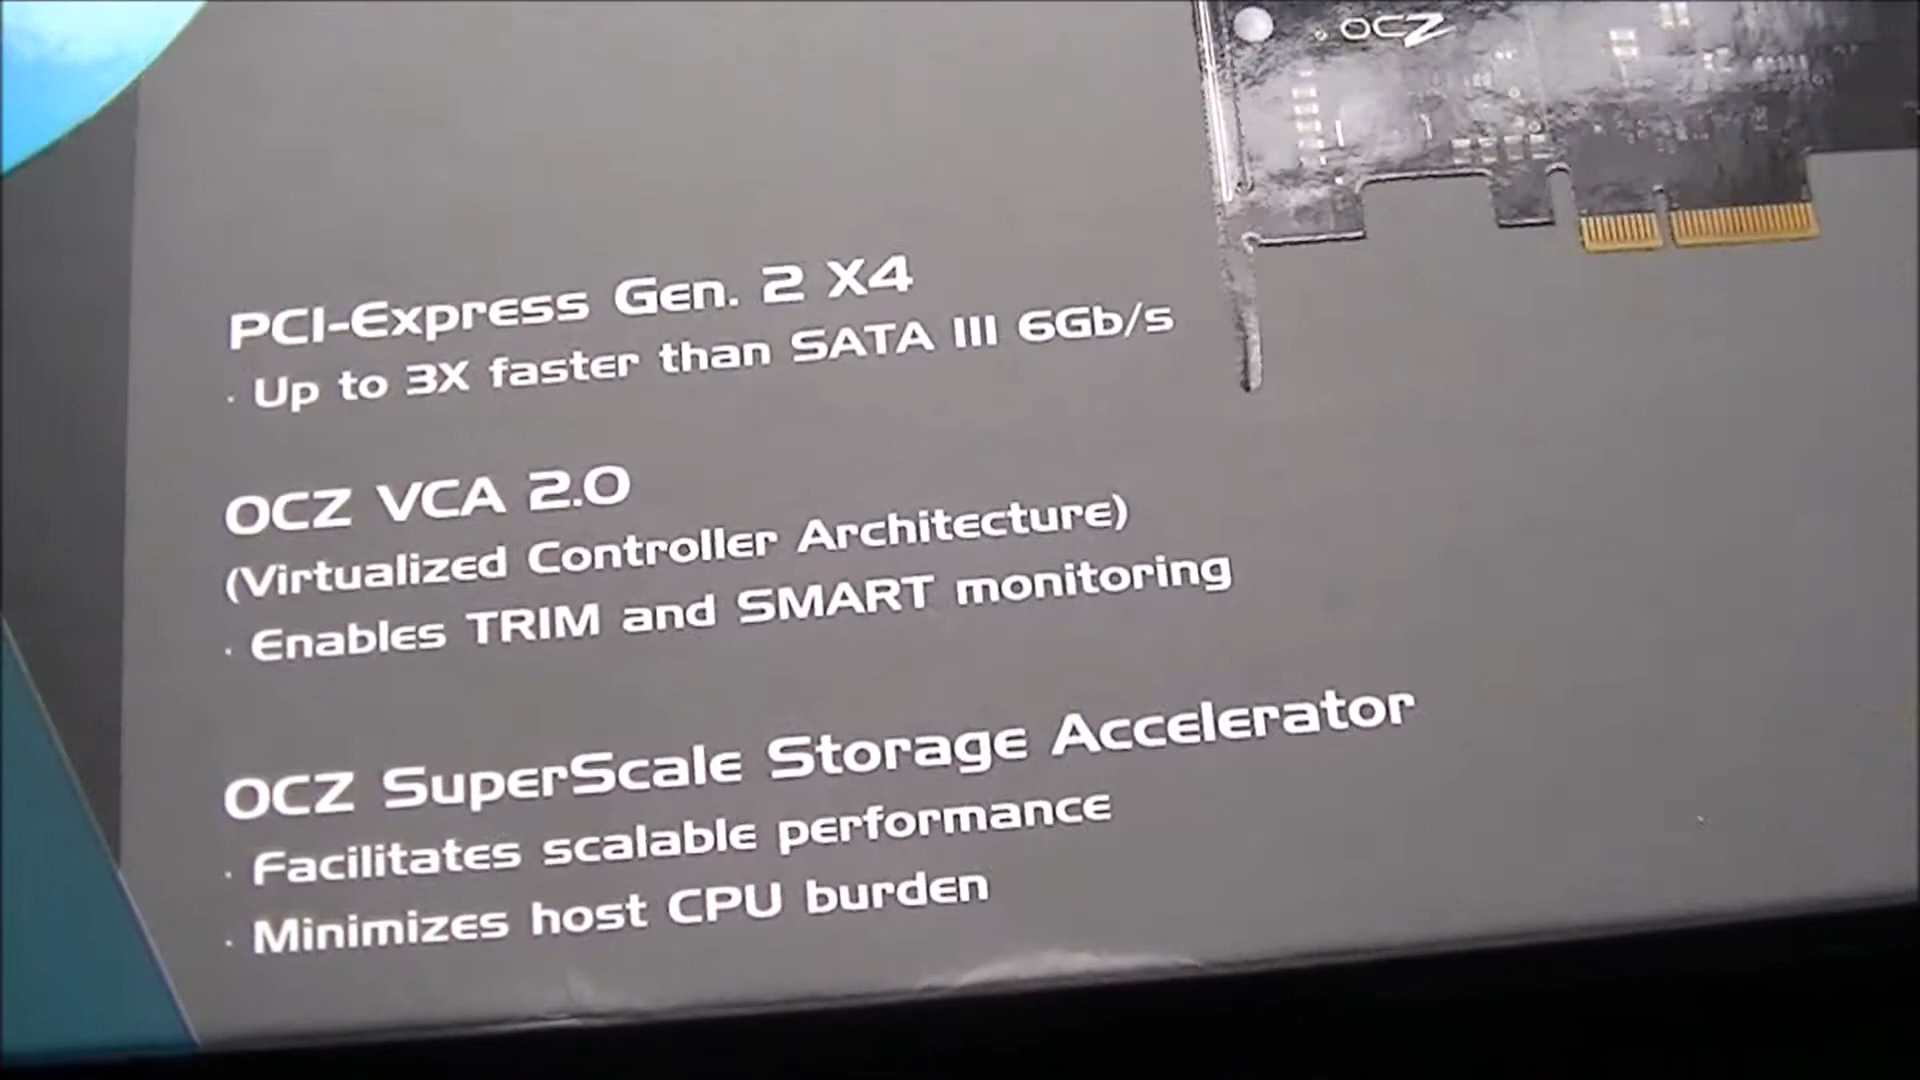 OCZ
PCI-Express Gen. 2 X4
· Up to 3X faster than SATA III 6Gb/s
OCZ VCA 2.0
(Virtualized Controller Architecture)
· Enables TRIM and SMART monitoring
OCZ SuperScale Storage Accelerator
· Facilitates scalable performance
· Minimizes host CPU burden